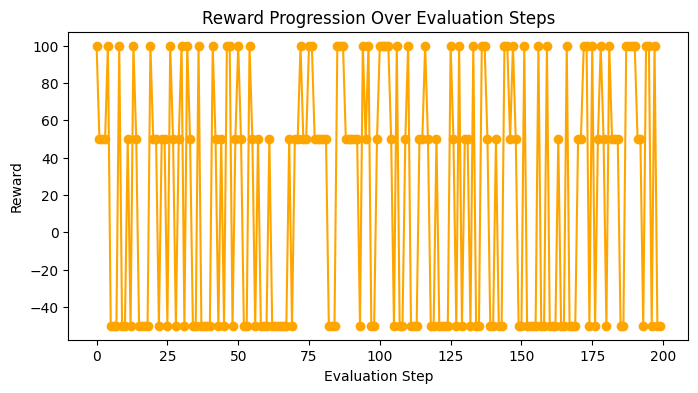 Reward Progression Over Evaluation Steps
100
80
60
40
20
0
−20
−40
Reward
0 25 50 75 100 125 150 175 200
Evaluation Step